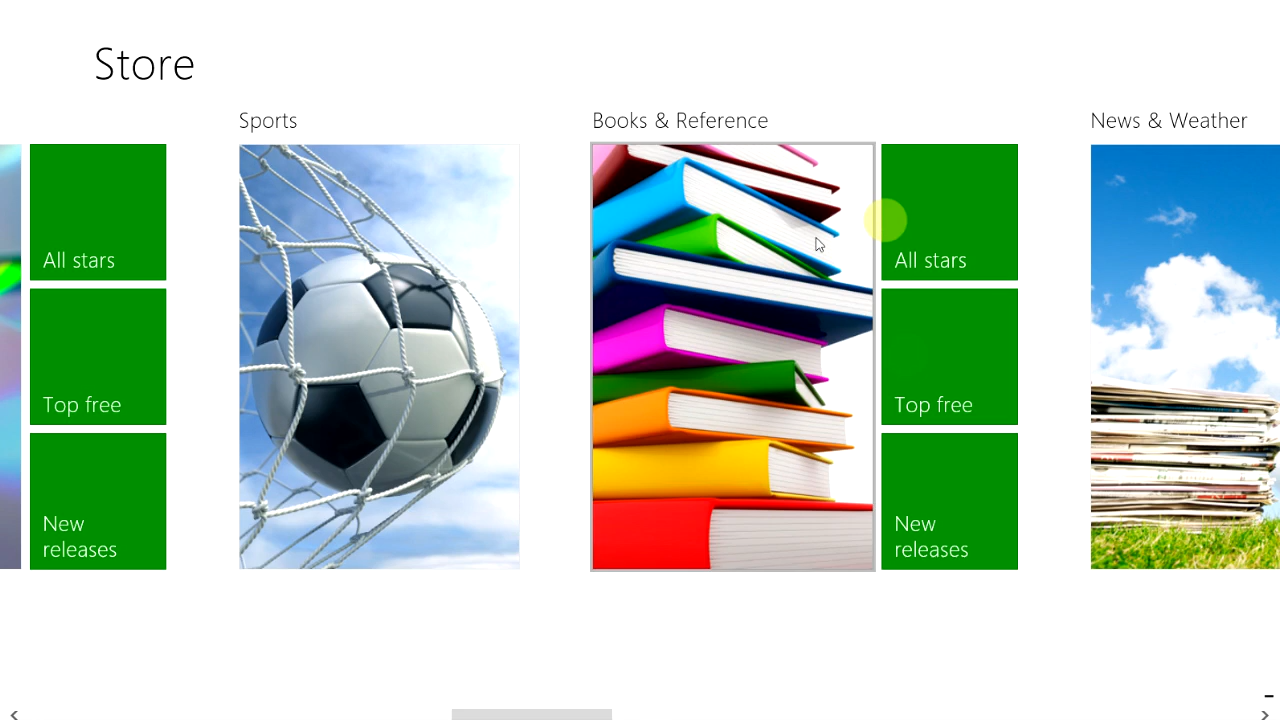 Store
Sports
Books & Reference
News & Weather
All stars
Top free
New
releases
All stars
Top free
New
releases